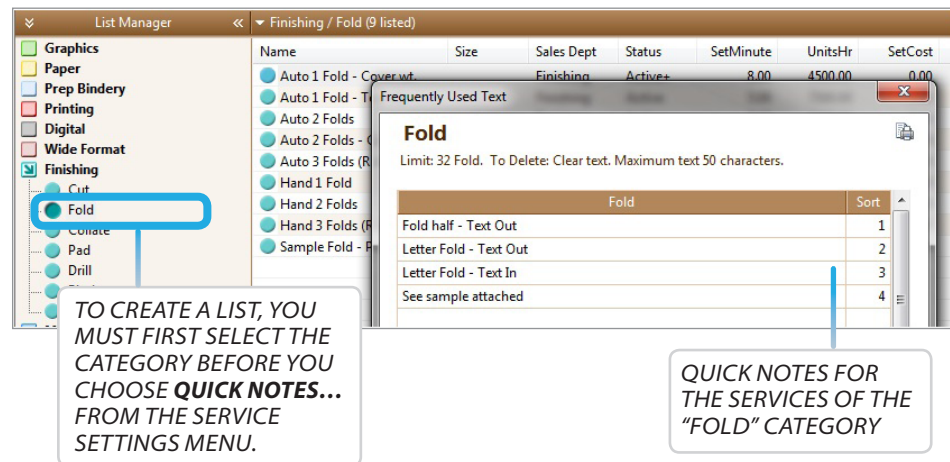 List Manager
Finishing / Fold (9 listed)
Graphics
Paper
Prep Bindery
Printing
Digital
Wide Format
Finishing
Cut
Fold
Collate
Pad
Drill
Name Size Sales Dept Status SetMinute UnitsHr SetCost
Auto 1 Fold - Cover wt. Finishing Active+ 8.00 4500.00 0.00
Auto 1 Fold - Te
Auto 2 Folds
Auto 2 Folds - C
Auto 3 Folds (R
Hand 1 Fold
Hand 2 Folds
Hand 3 Folds (R
Sample Fold - P
Frequently Used Text
Fold
Limit: 32 Fold. To Delete: Clear text. Maximum text 50 characters.
Fold Sort
Fold half - Text Out 1
Letter Fold - Text Out 2
Letter Fold - Text In 3
See sample attached 4
TO CREATE A LIST, YOU
MUST FIRST SELECT THE
CATEGORY BEFORE YOU
CHOOSE QUICK NOTES...
FROM THE SERVICE
SETTINGS MENU.
QUICK NOTES FOR
THE SERVICES OF THE
“FOLD” CATEGORY